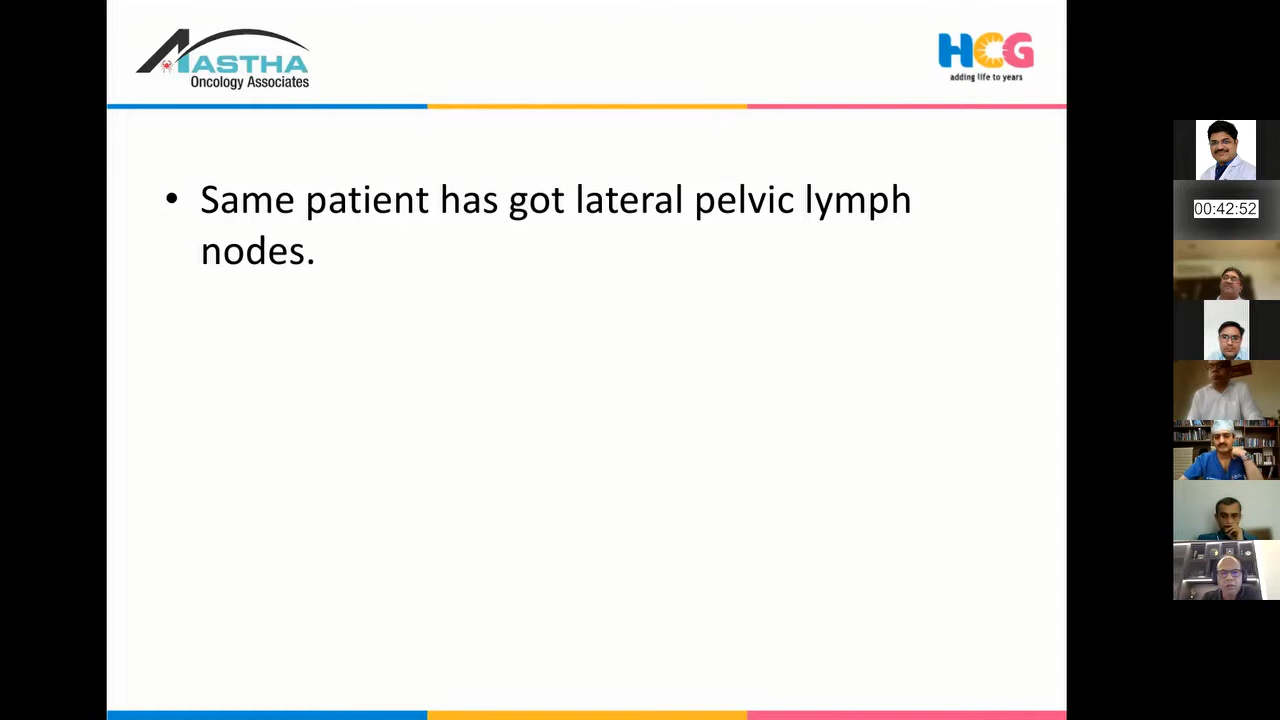 AASTHA
Oncology Associates
HCG
adding life to years
• Same patient has got lateral pelvic lymph
nodes.
00:42:52